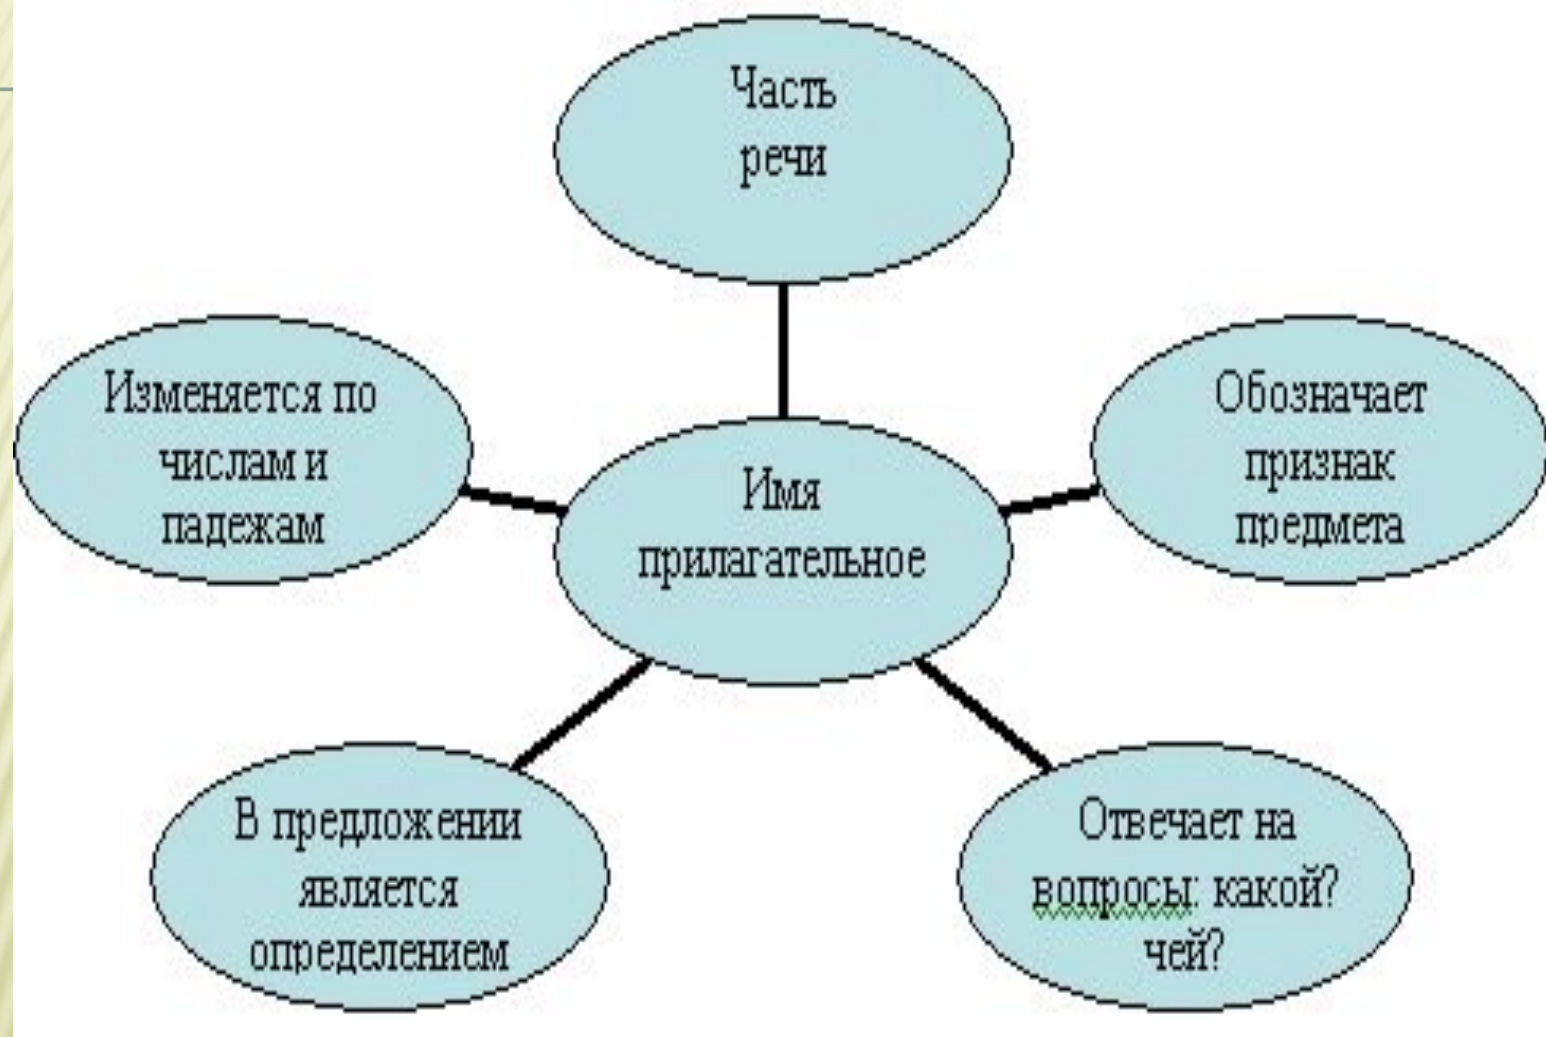 Часть
речи
Изменяется по
числам и
падежам
Обозначает
признак
предмета
Имя
прилагательное
В предложении
является
определением
Отвечает на
вопросы: какой?
чей?